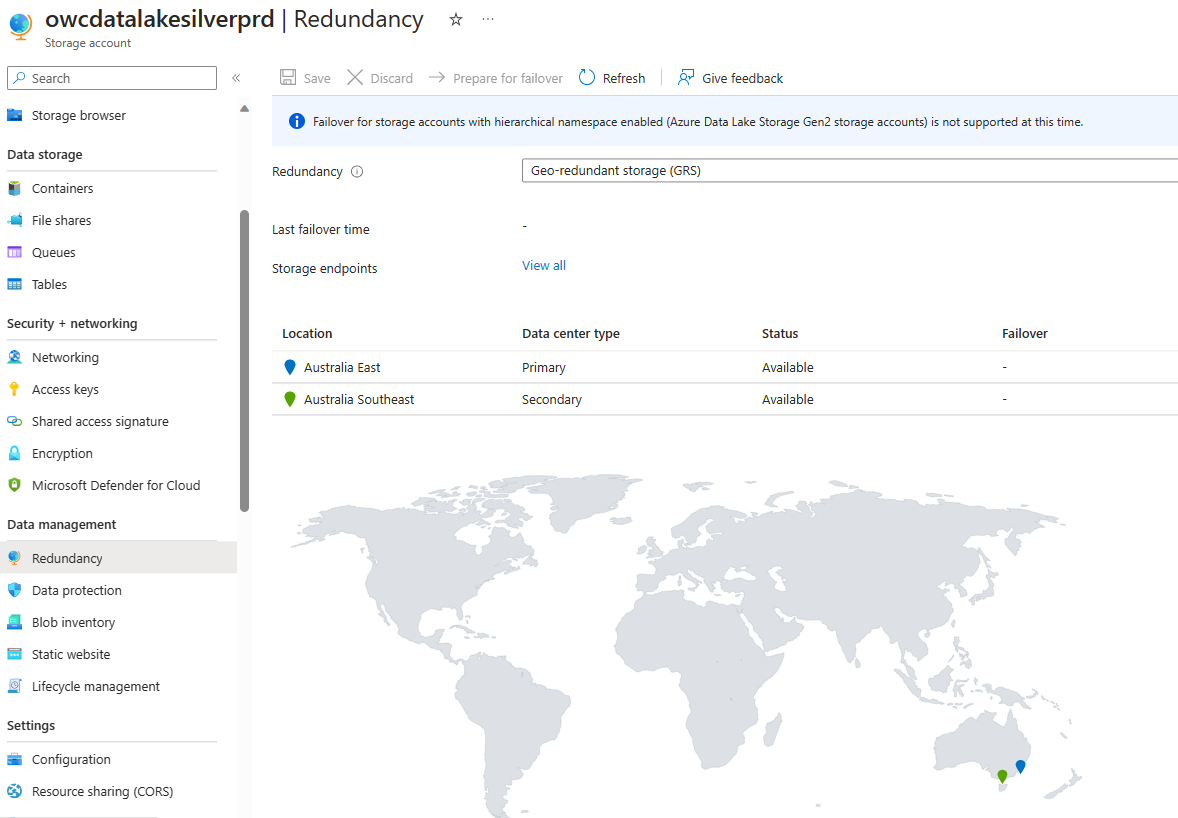 owcdatalakesilverprd | Redundancy
Storage account
Search
Storage browser
Data storage
Containers
File shares
Queues
Tables
Security + networking
Networking
Access keys
Shared access signature
Encryption
Microsoft Defender for Cloud
Data management
Redundancy
Data protection
Blob inventory
Static website
Lifecycle management
Settings
Configuration
Resource sharing (CORS)
Save Discard Prepare for failover Refresh Give feedback
Failover for storage accounts with hierarchical namespace enabled (Azure Data Lake Storage Gen2 storage accounts) is not supported at this time.
Redundancy Geo-redundant storage (GRS)
Last failover time -
Storage endpoints View all
Location Data center type Status Failover
Australia East Primary Available -
Australia Southeast Secondary Available -